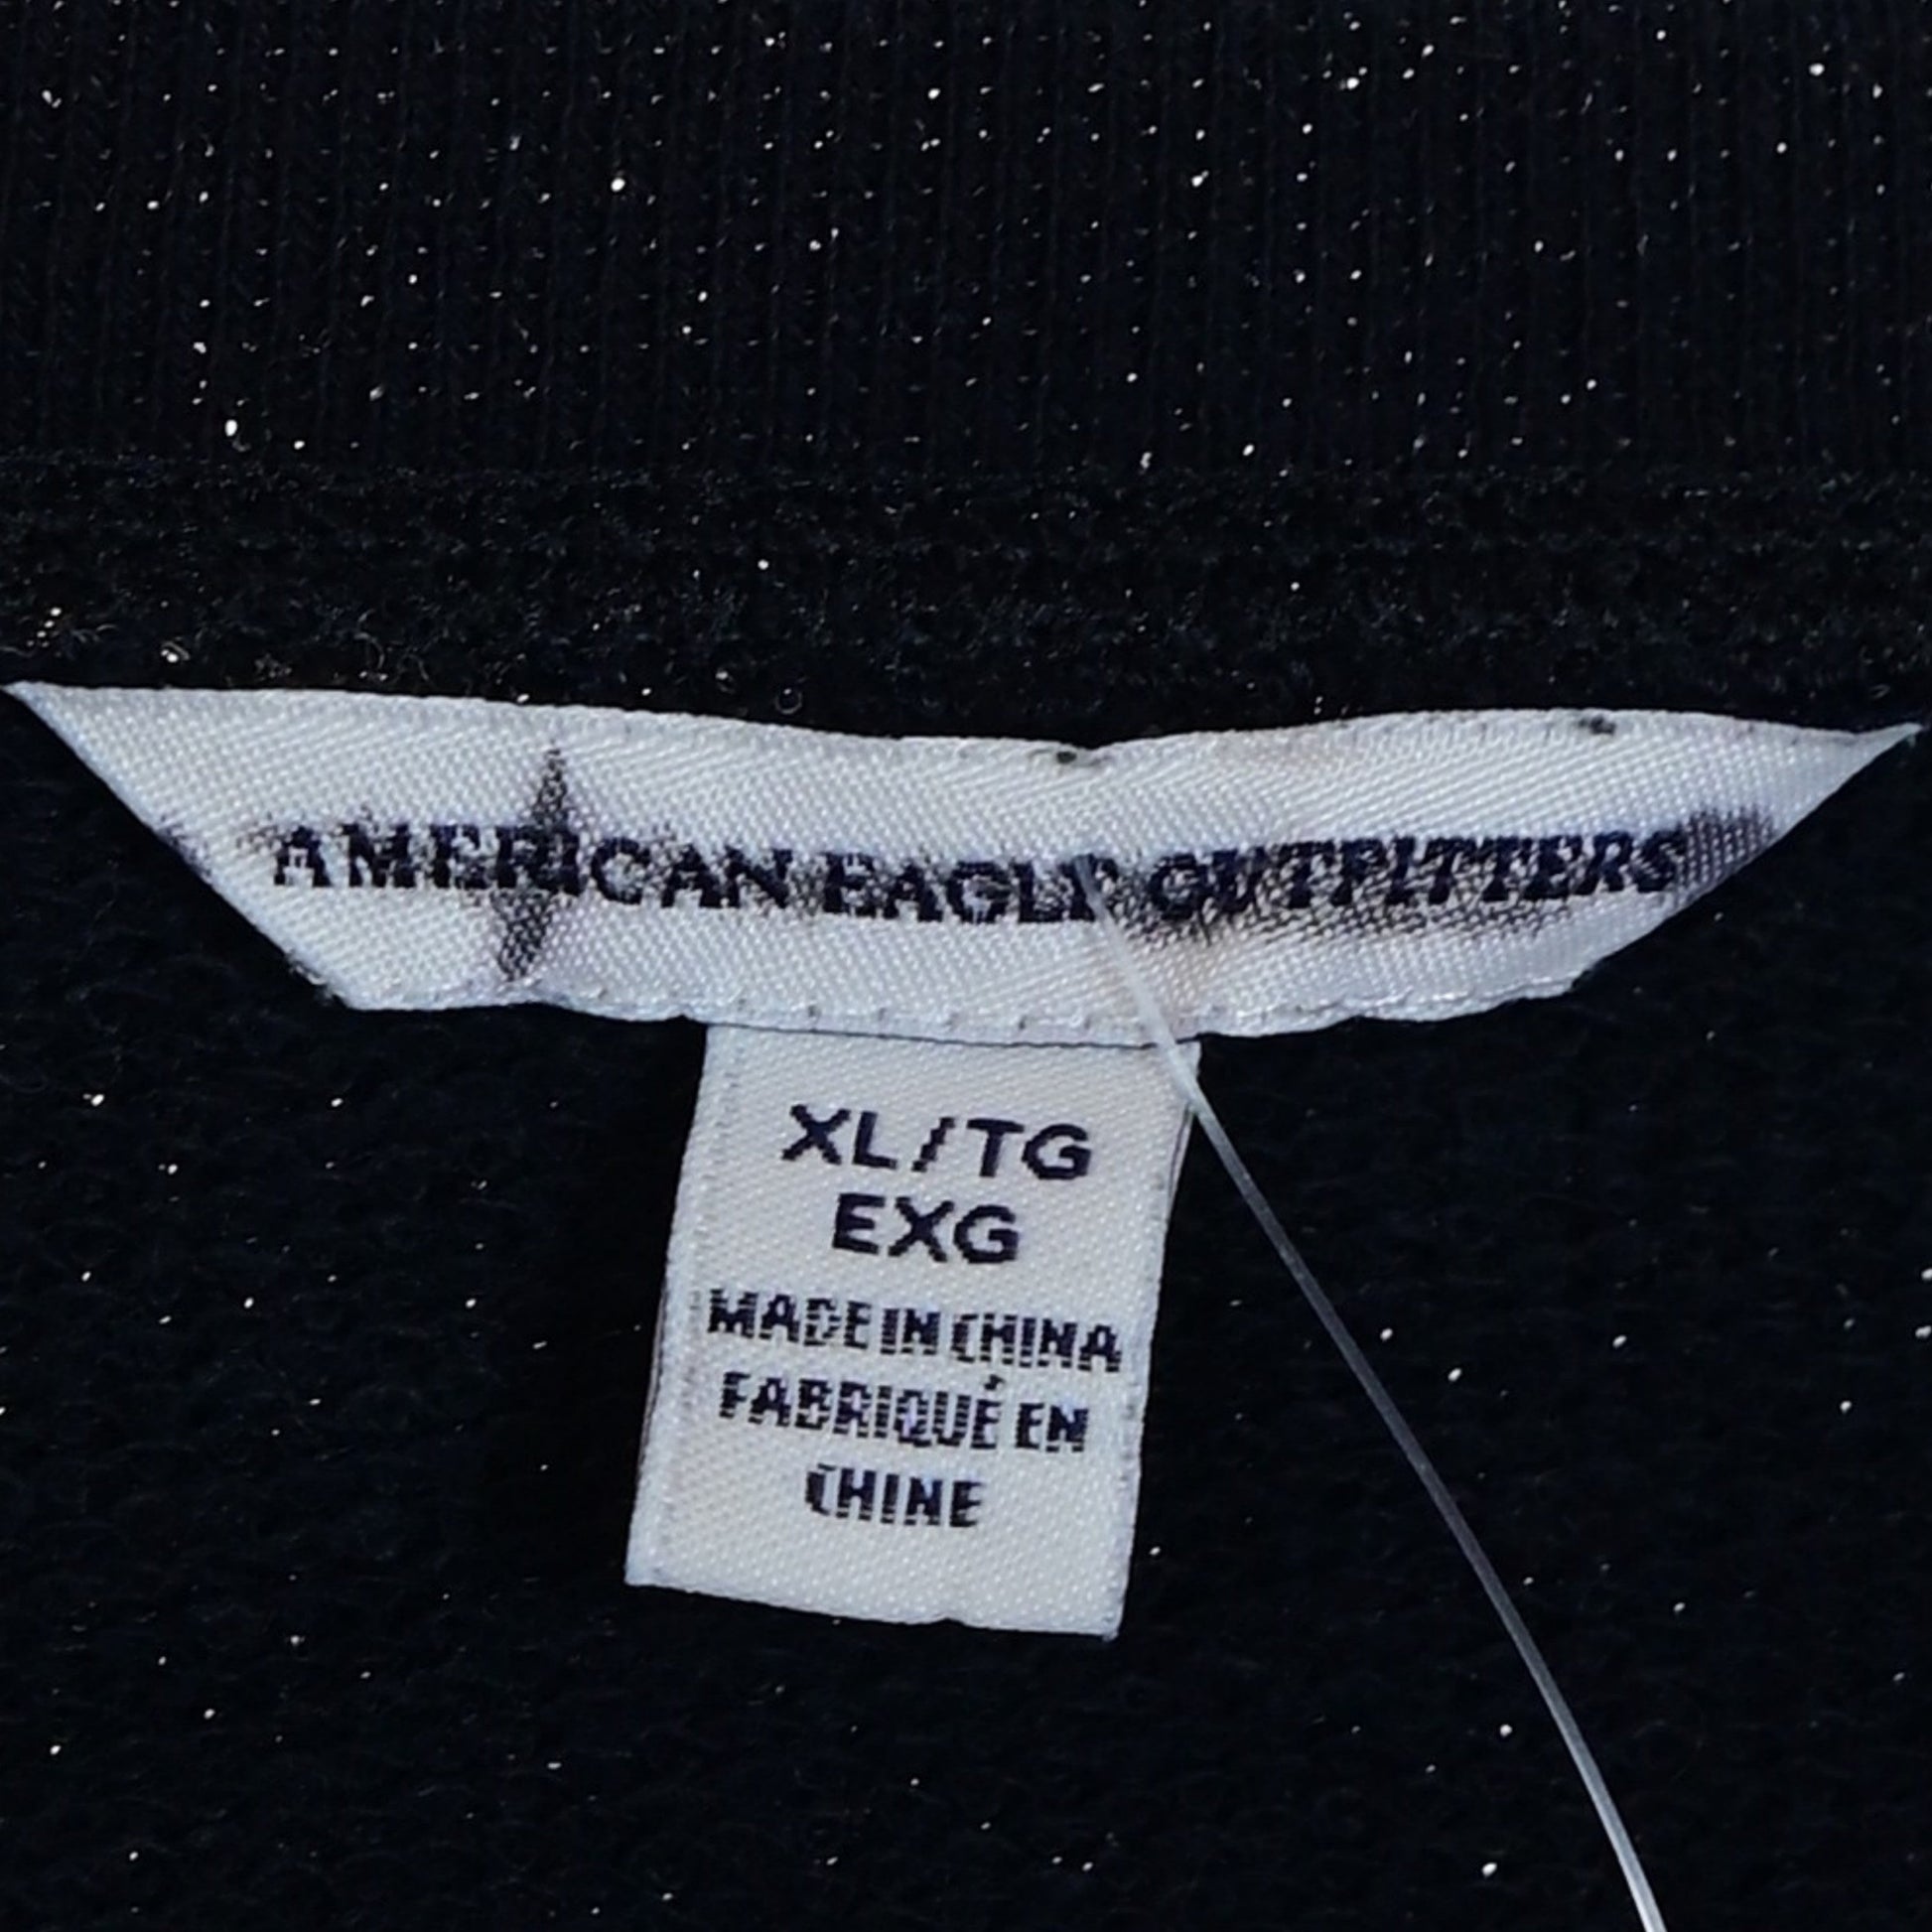 AMERICAN EAGLE OUTFITTERS
XL/TG
EXG
MADE IN CHINA
FABRIQUÉ EN
CHINE